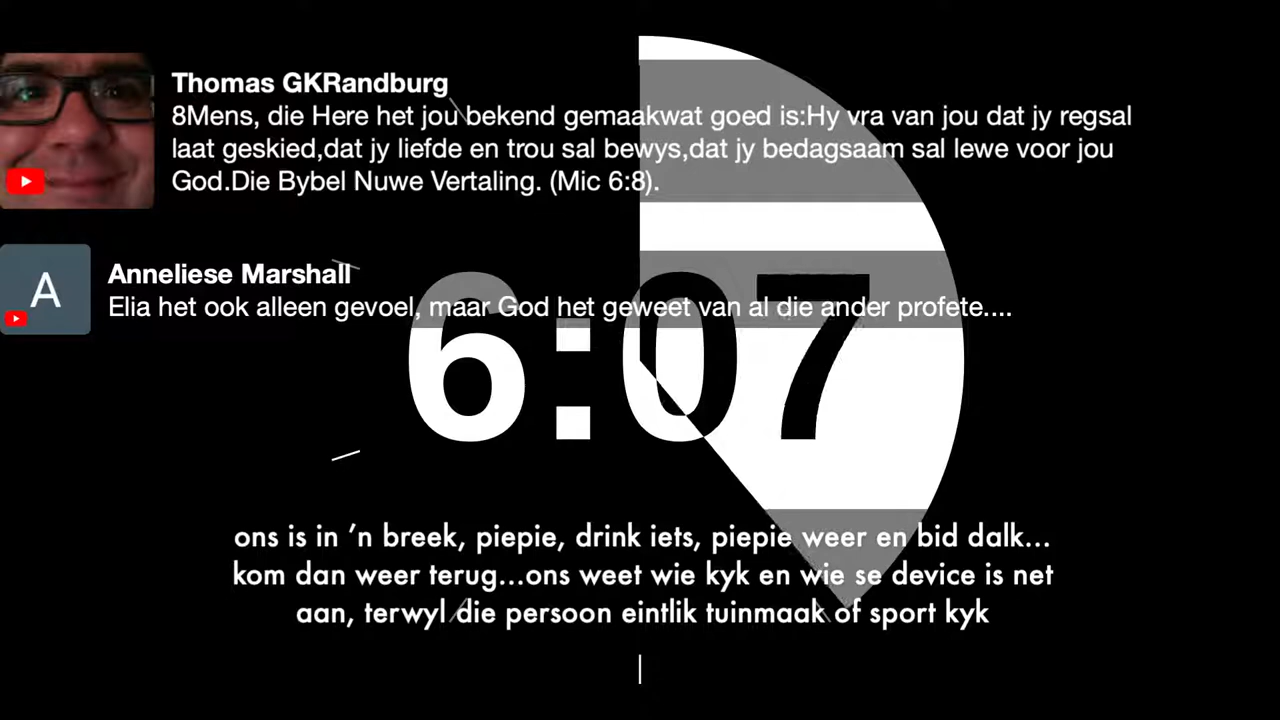 Thomas GKRandburg
8Mens, die Here het jou bekend gemaakwat goed is:Hy vra van jou dat jy regsal
laat geskied,dat jy liefde en trou sal bewys,dat jy bedagsaam sal lewe voor jou
God.Die Bybel Nuwe Vertaling. (Mic 6:8).
A
Anneliese Marshall
Elia het ook alleen gevoel, maar God het geweet van al die ander profete....
6:07
ons is in ’n breek, piepie, drink iets, piepie weer en bid dalk...
kom dan weer terug...ons weet wie kyk en wie se device is net
aan, terwyl die persoon eintlik tuinmaak of sport kyk